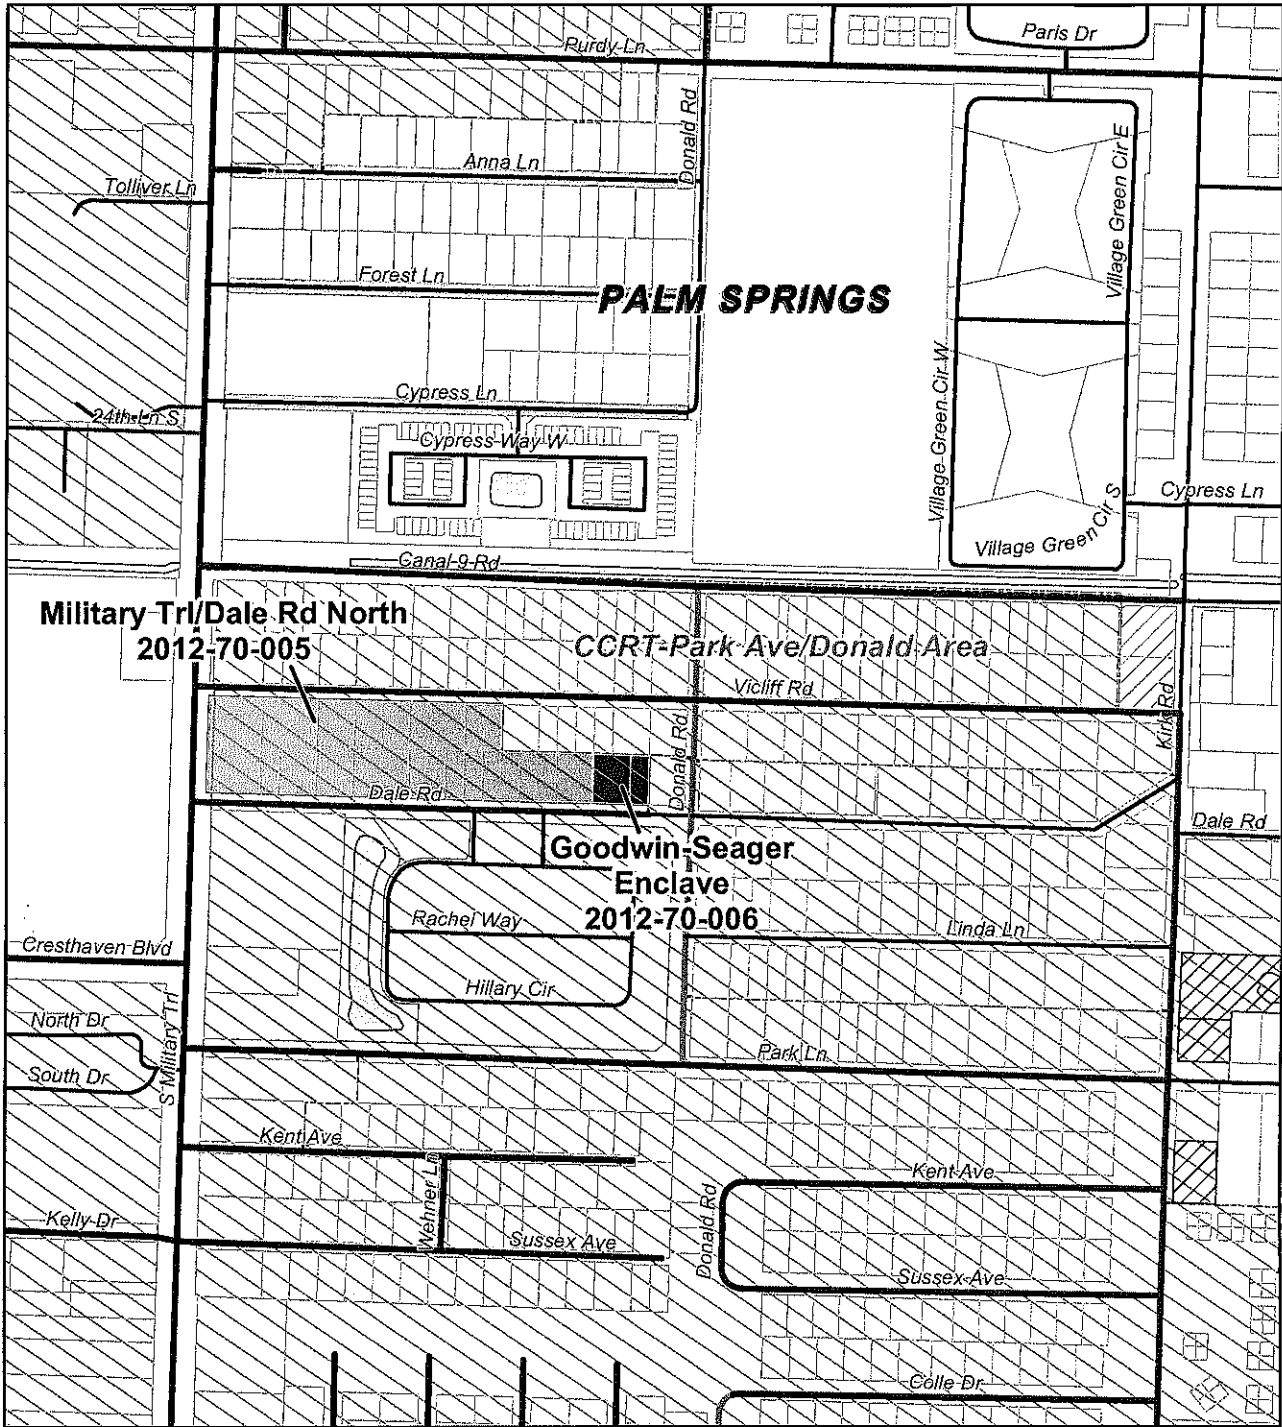 Purdy Ln
Paris Dr
Donald Rd
Anna Ln
Village Green Cir E
Tolliver Ln
Forest Ln
PALM SPRINGS
Village Green Cir W
Cypress Ln
24th Ln S
Cypress Way W
Cypress Ln
Village Green Cir S
Canal 9 Rd
Military Trl/Dale Rd North
2012-70-005
CCRT-Park Ave/Donald Area
Vicliff Rd
Kirk Rd
Donald Rd
Dale Rd
Dale Rd
Goodwin-Seager
Enclave
2012-70-006
Rachel Way
Linda Ln
Cresthaven Blvd
Hillary Cir
North Dr
S Military Trl
Park Ln
South Dr
Kent Ave
Wehner Ln
Kent Ave
Donald Rd
Kelly Dr
Sussex Ave
Sussex Ave
Colle Dr